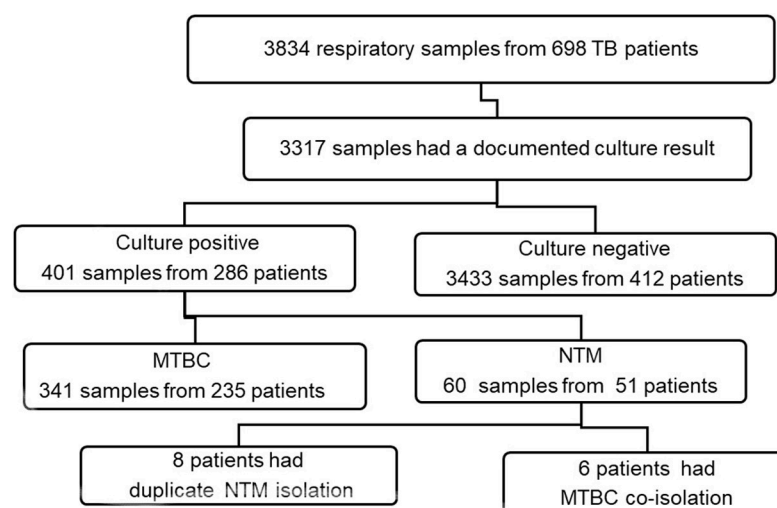 3834 respiratory samples from 698 TB patients
3317 samples had a documented culture result
Culture positive
401 samples from 286 patients
Culture negative
3433 samples from 412 patients
MTBC
341 samples from 235 patients
NTM
60 samples from 51 patients
8 patients had
duplicate NTM isolation
6 patients had
MTBC co-isolation